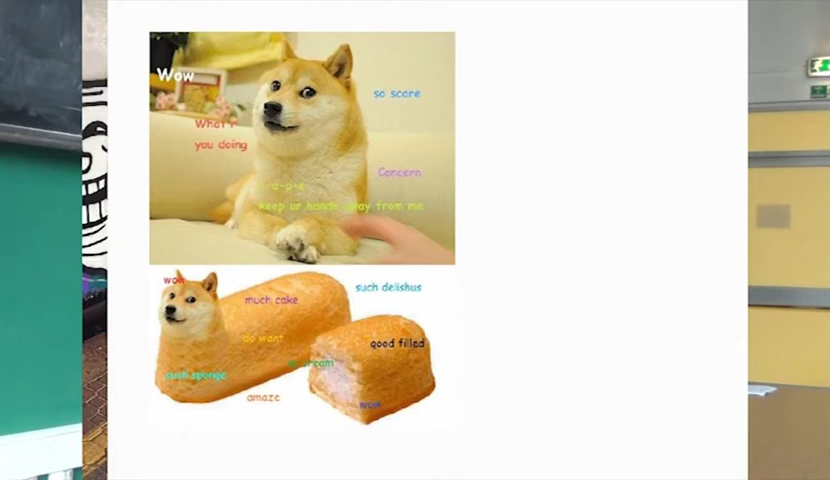 Wow
so scare
What r
you doing
Concern
keep ur hands away from me
wow
such delishus
much cake
do want
good filled
such sponge
amaze
wow